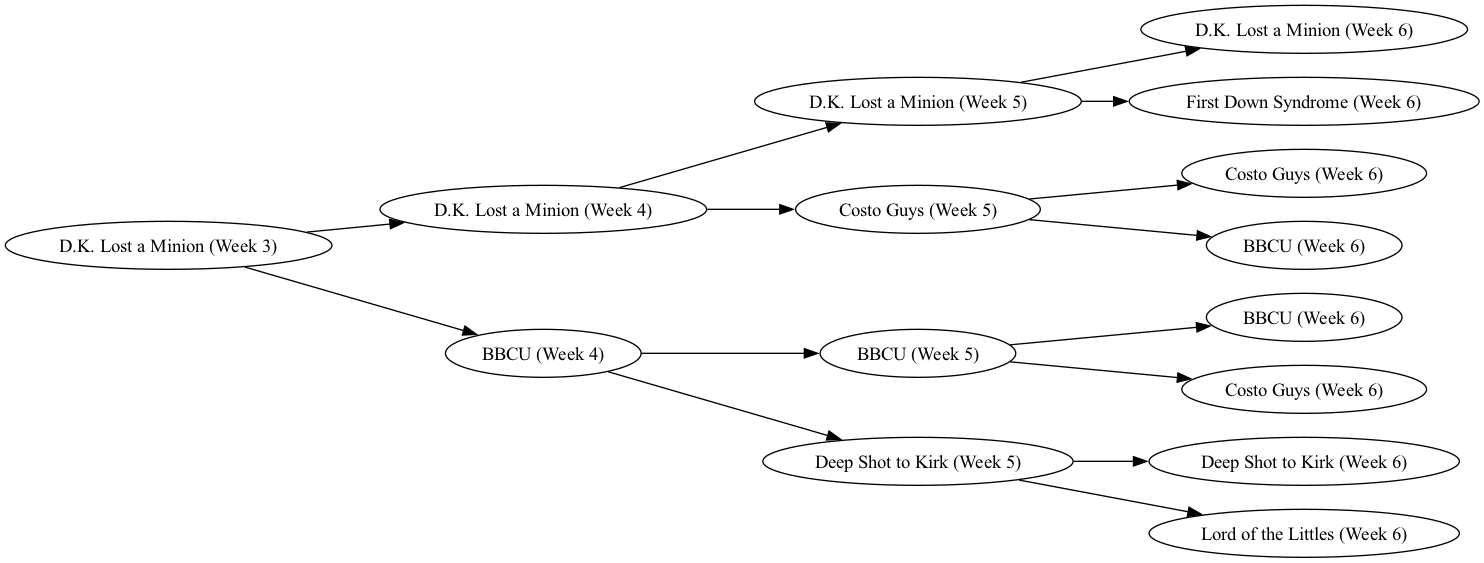 D.K. Lost a Minion (Week 3)
D.K. Lost a Minion (Week 4)
BBCU (Week 4)
D.K. Lost a Minion (Week 5)
Costo Guys (Week 5)
BBCU (Week 5)
Deep Shot to Kirk (Week 5)
D.K. Lost a Minion (Week 6)
First Down Syndrome (Week 6)
Costo Guys (Week 6)
BBCU (Week 6)
BBCU (Week 6)
Costo Guys (Week 6)
Deep Shot to Kirk (Week 6)
Lord of the Littles (Week 6)